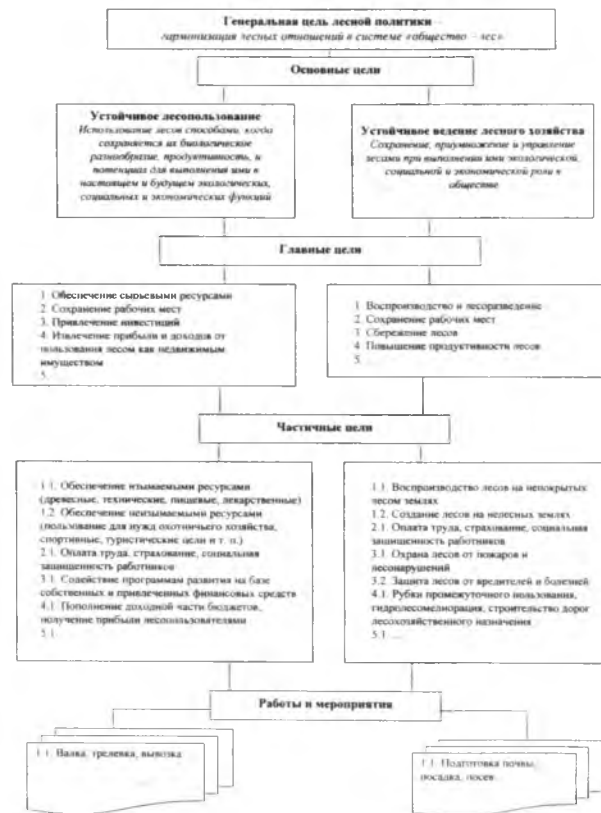 Генеральная цель лесной политики
гармонизация лесных отношений в системе «общество – лес»
Основные цели
Устойчивое лесопользование
Использование лесов способами, когда
сохраняется их биологическое
разнообразие, продуктивность, и
потенциал для выполнения ими в
настоящем и будущем экологических,
социальных и экономических функций
Устойчивое ведение лесного хозяйства
Сохранение, приумножение и управление
лесами при выполнении ими экологической,
социальной и экономической роли в
обществе
Главные цели
1 Обеспечение сырьевыми ресурсами
2. Сохранение рабочих мест
3. Привлечение инвестиций
4. Извлечение прибыли и доходов от
пользования лесом как недвижимым
имуществом
5.
1 Воспроизводство и лесоразведение
2. Сохранение рабочих мест
3 Сбережение лесов
4 Повышение продуктивности лесов
5.
Частичные цели
1.1. Обеспечение изымаемыми ресурсами
(древесные, технические, пищевые, лекарственные)
1.2 Обеспечение неизымаемыми ресурсами
(пользование для нужд охотничьего хозяйства,
спортивные, туристические цели и т. п.)
2.1. Оплата труда, страхование, социальная
защищенность работников
3.1. Содействие программам развития на базе
собственных и привлеченных финансовых средств
4.1. Пополнение доходной части бюджетов,
получение прибыли лесопользователями
5.1.
1.1. Воспроизводство лесов на непокрытых
лесом землях
1.2. Создание лесов на нелесных землях
2.1. Оплата труда, страхование, социальная
защищенность работников
3.1. Охрана лесов от пожаров и
лесонарушений
3.2. Защита лесов от вредителей и болезней
4.1. Рубки промежуточного пользования,
гидролесомелиорация, строительство дорог
лесохозяйственного назначения
5.1. ...
Работы и мероприятия
1.1. Валка, трелевка, вывозка
1.1. Подготовка почвы,
посадка, посев